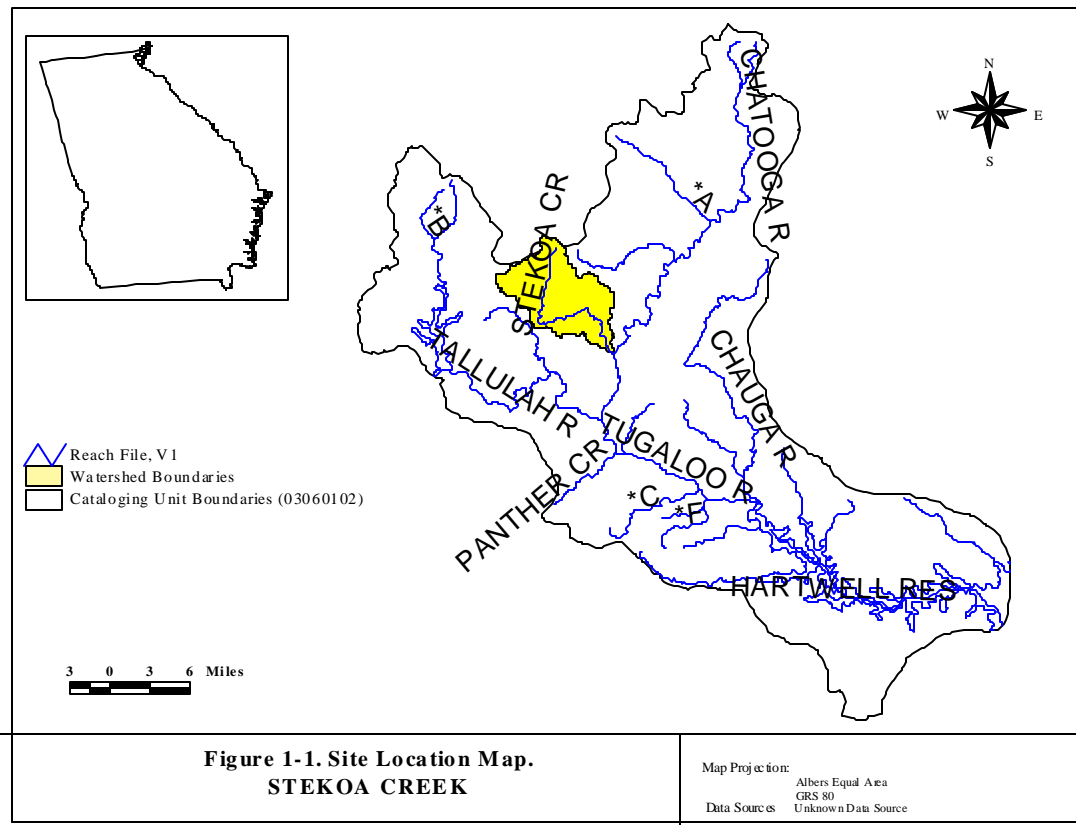 N
W E
S
CHATOOGA R
*A
STEKOA CR
*B
TALLULAH R
CHAUGA R
TUGALOO R
PANTHER CR
*C
*F
HARTWELL RES
Reach File, V1
Watershed Boundaries
Cataloging Unit Boundaries (03060102)
3 0 3 6 Miles
Figure 1-1. Site Location Map.
STEKOA CREEK
Map Projection:
Albers Equal Area
GRS 80
Data Sources Unknown Data Source